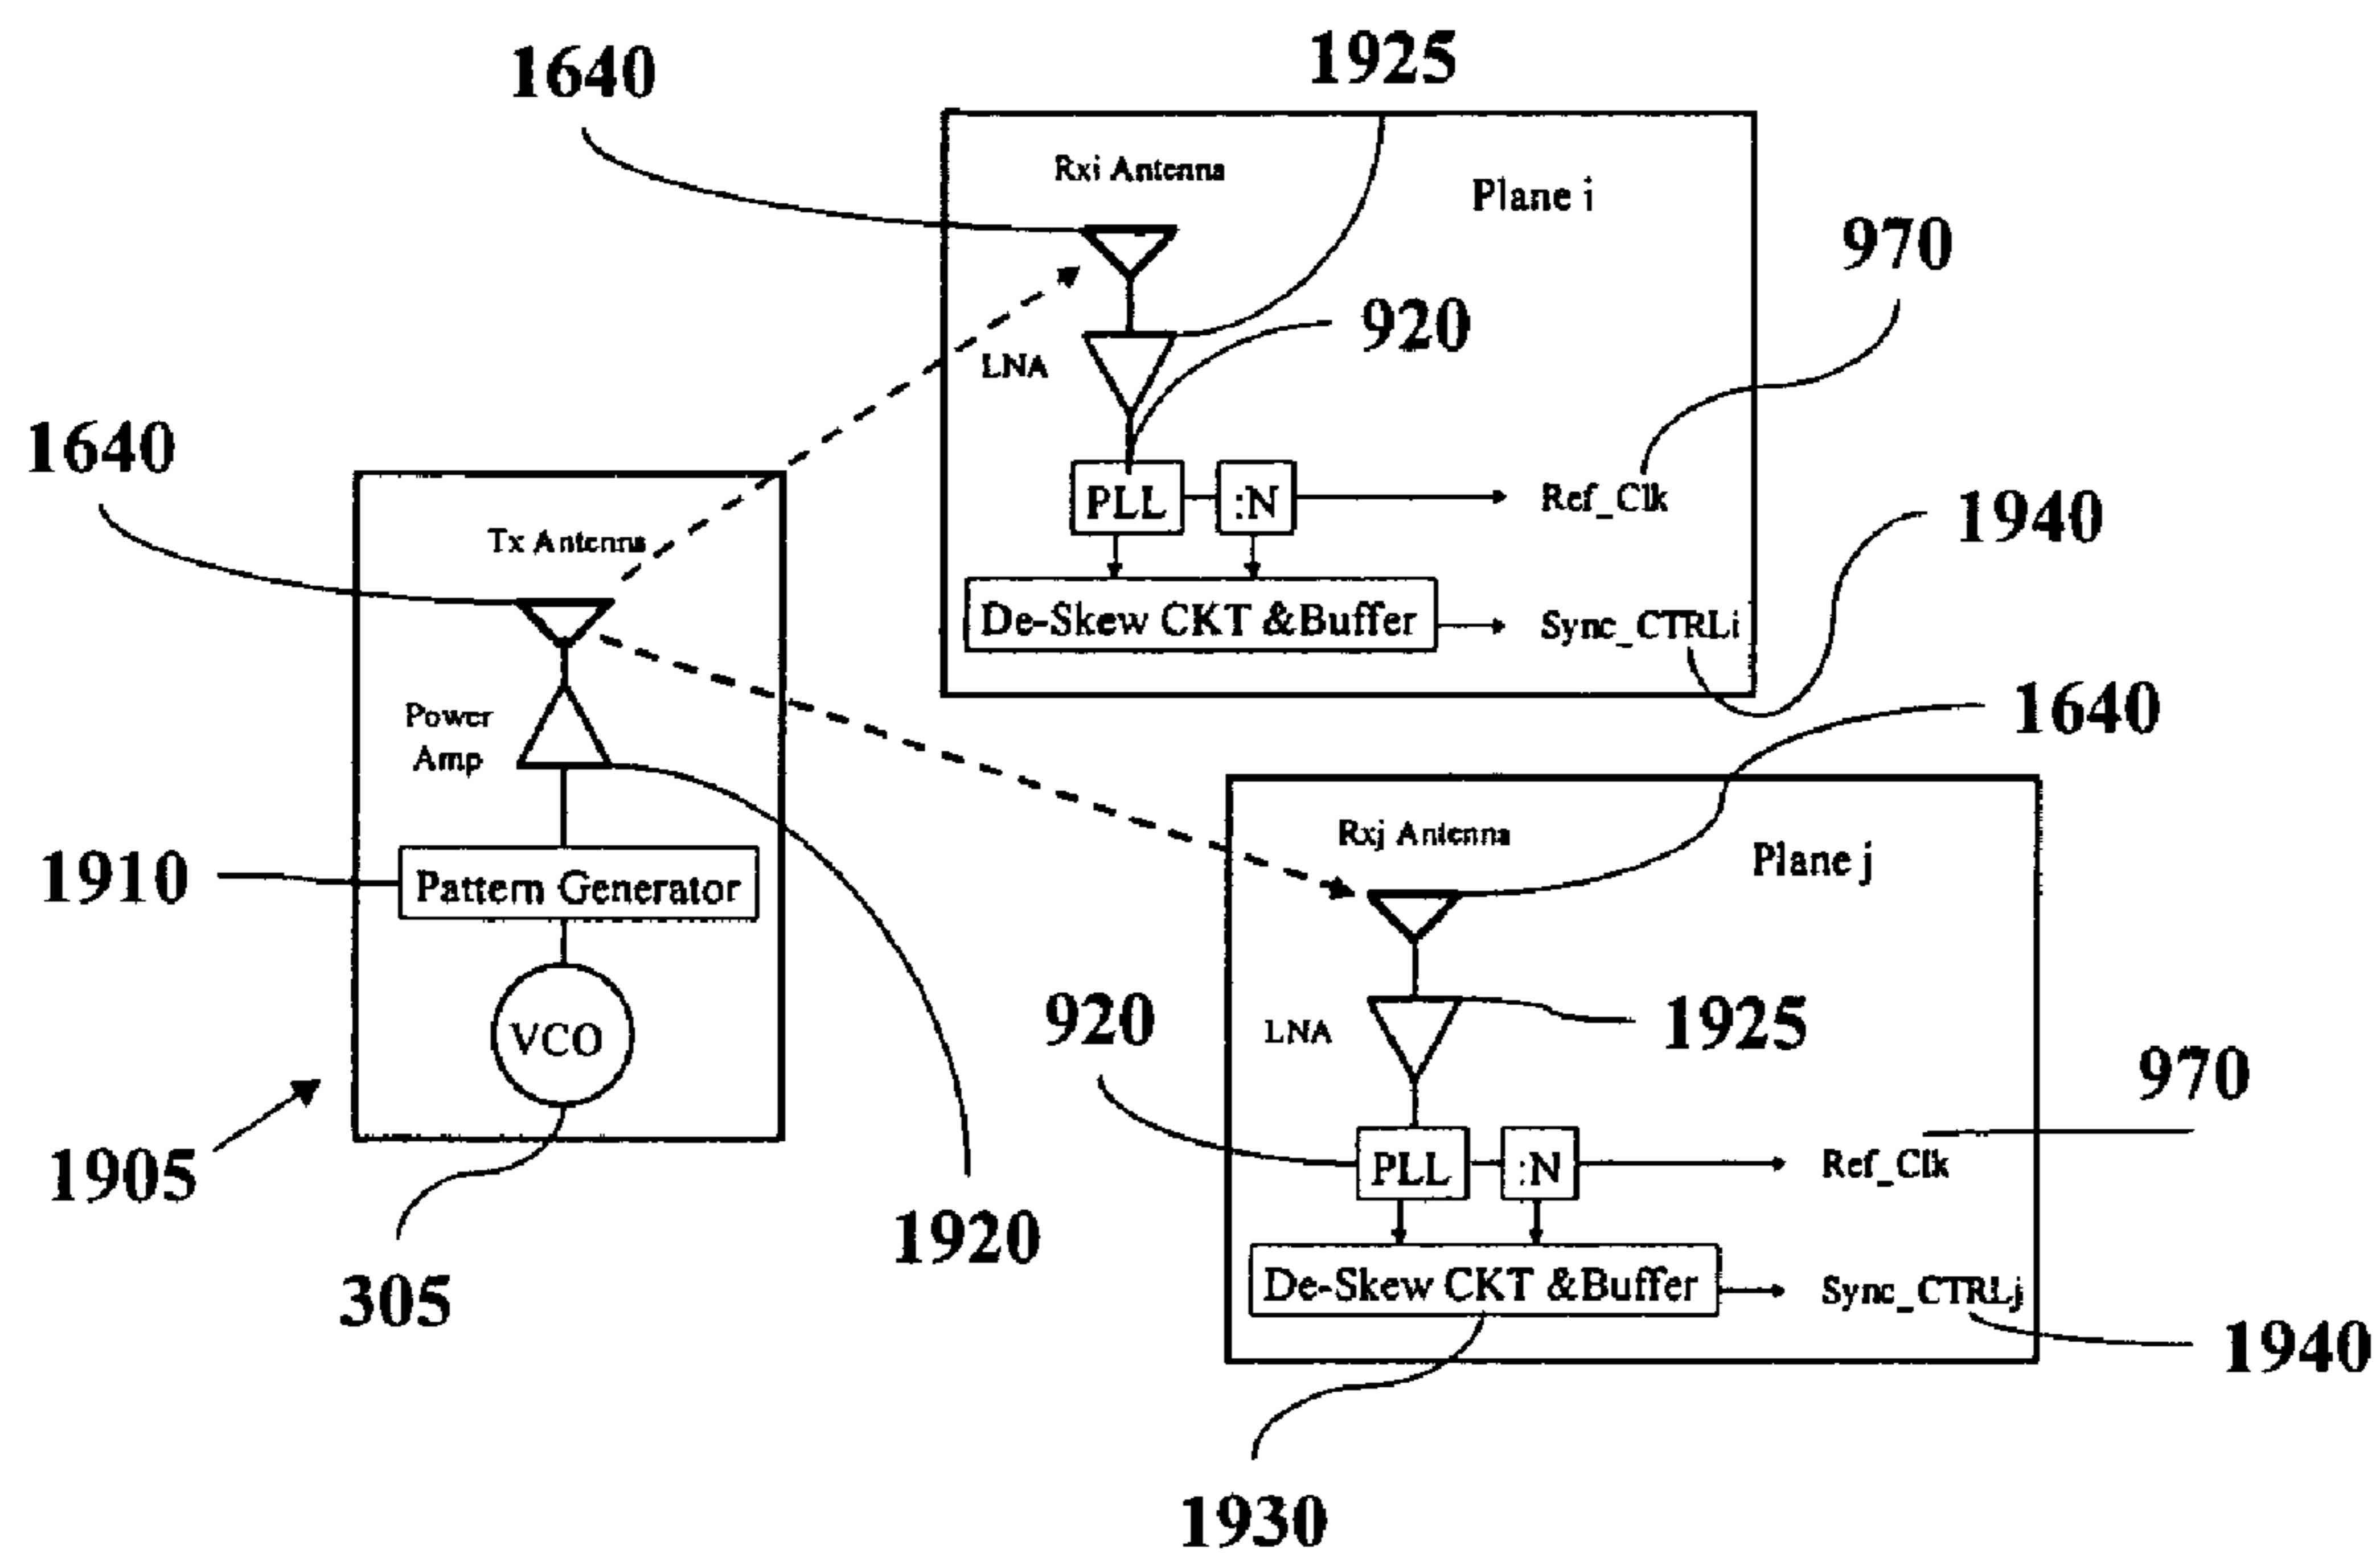 1640
1925
Rxi Antenna
Plane i
970
920
LNA
1640
PLL
:N
Ref_Clk
1940
Tx Antenna
De-Skew CKT &Buffer
Sync_CTRLi
1640
Power
Amp
Rxj Antenna
Plane j
1910
Pattern Generator
920
LNA
1925
VCO
970
1905
PLL
:N
Ref_Clk
1920
305
De-Skew CKT &Buffer
Sync_CTRLj
1940
1930